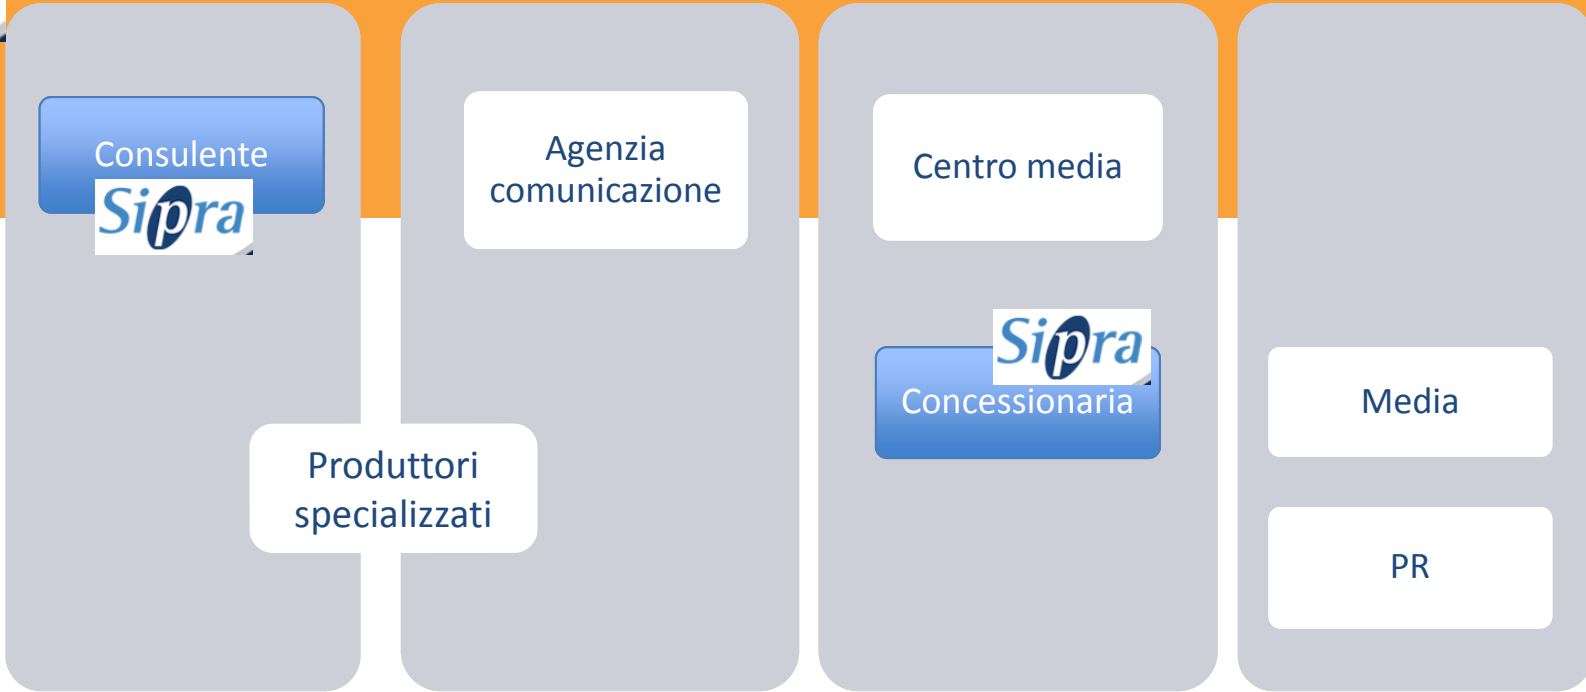 Consulente
Sipra
Agenzia
comunicazione
Centro media
Sipra
Concessionaria
Produttori
specializzati
Media
PR